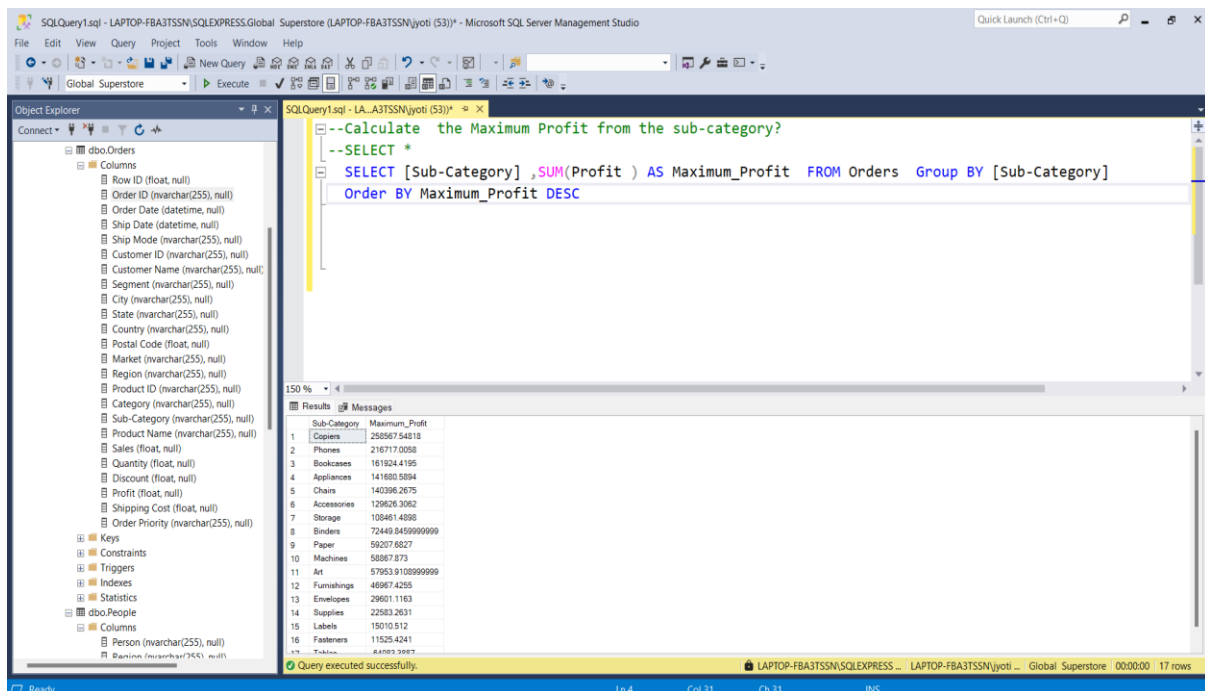 SQLQuery1.sql - LAPTOP-FBA3TSSN\SQLEXPRESS.Global Superstore (LAPTOP-FBA3TSSN\jyoti (53))* - Microsoft SQL Server Management Studio
Quick Launch (Ctrl+Q)
File Edit View Query Project Tools Window Help
New Query
Global Superstore
Execute
Object Explorer
SQLQuery1.sql - LA...A3TSSN\jyoti (53))*
Connect
dbo.Orders
Columns
Row ID (float, null)
Order ID (nvarchar(255), null)
Order Date (datetime, null)
Ship Date (datetime, null)
Ship Mode (nvarchar(255), null)
Customer ID (nvarchar(255), null)
Customer Name (nvarchar(255), null)
Segment (nvarchar(255), null)
City (nvarchar(255), null)
State (nvarchar(255), null)
Country (nvarchar(255), null)
Postal Code (float, null)
Market (nvarchar(255), null)
Region (nvarchar(255), null)
Product ID (nvarchar(255), null)
Category (nvarchar(255), null)
Sub-Category (nvarchar(255), null)
Product Name (nvarchar(255), null)
Sales (float, null)
Quantity (float, null)
Discount (float, null)
Profit (float, null)
Shipping Cost (float, null)
Order Priority (nvarchar(255), null)
Keys
Constraints
Triggers
Indexes
Statistics
dbo.People
Columns
Person (nvarchar(255), null)
Region (nvarchar(255), null)
--Calculate the Maximum Profit from the sub-category?
--SELECT *
SELECT [Sub-Category] ,SUM(Profit ) AS Maximum_Profit FROM Orders Group BY [Sub-Category]
Order BY Maximum_Profit DESC
150 %
Results Messages
Sub-Category Maximum_Profit
1 Copiers 258567.54818
2 Phones 216717.0058
3 Bookcases 161924.4195
4 Appliances 141680.5894
5 Chairs 140396.2675
6 Accessories 129626.3062
7 Storage 108461.4898
8 Binders 72449.8459999999
9 Paper 59207.6827
10 Machines 58867.873
11 Art 57953.9108999999
12 Furnishings 46967.4255
13 Envelopes 29601.1163
14 Supplies 22583.2631
15 Labels 15010.512
16 Fasteners 11525.4241
17 Tables -64083.3887
Query executed successfully.
LAPTOP-FBA3TSSN\SQLEXPRESS ... LAPTOP-FBA3TSSN\jyoti ... Global Superstore 00:00:00 17 rows
Ready Ln 4 Col 31 Ch 31 INS